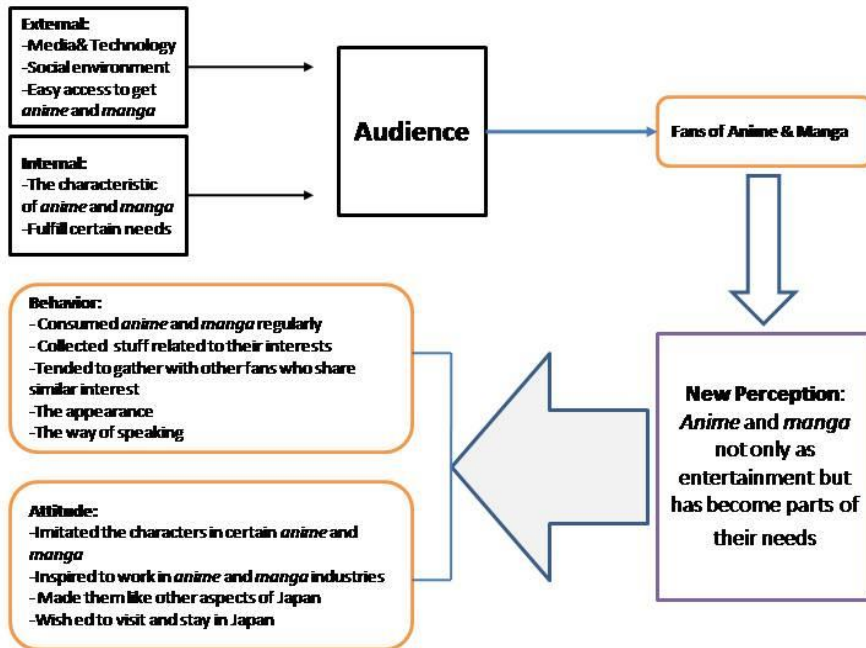 External:
-Media& Technology
-Social environment
-Easy access to get
anime and manga
Internal:
-The characteristic
of anime and manga
-Fulfill certain needs
Audience
Fans of Anime & Manga
New Perception:
Anime and manga
not only as
entertainment but
has become parts of
their needs
Behavior:
- Consumed anime and manga regularly
- Collected stuff related to their interests
-Tended to gather with other fans who share
similar interest
-The appearance
-The way of speaking
Attitude:
-Imitated the characters in certain anime and
manga
-Inspired to work in anime and manga industries
- Made them like other aspects of Japan
-Wished to visit and stay in Japan